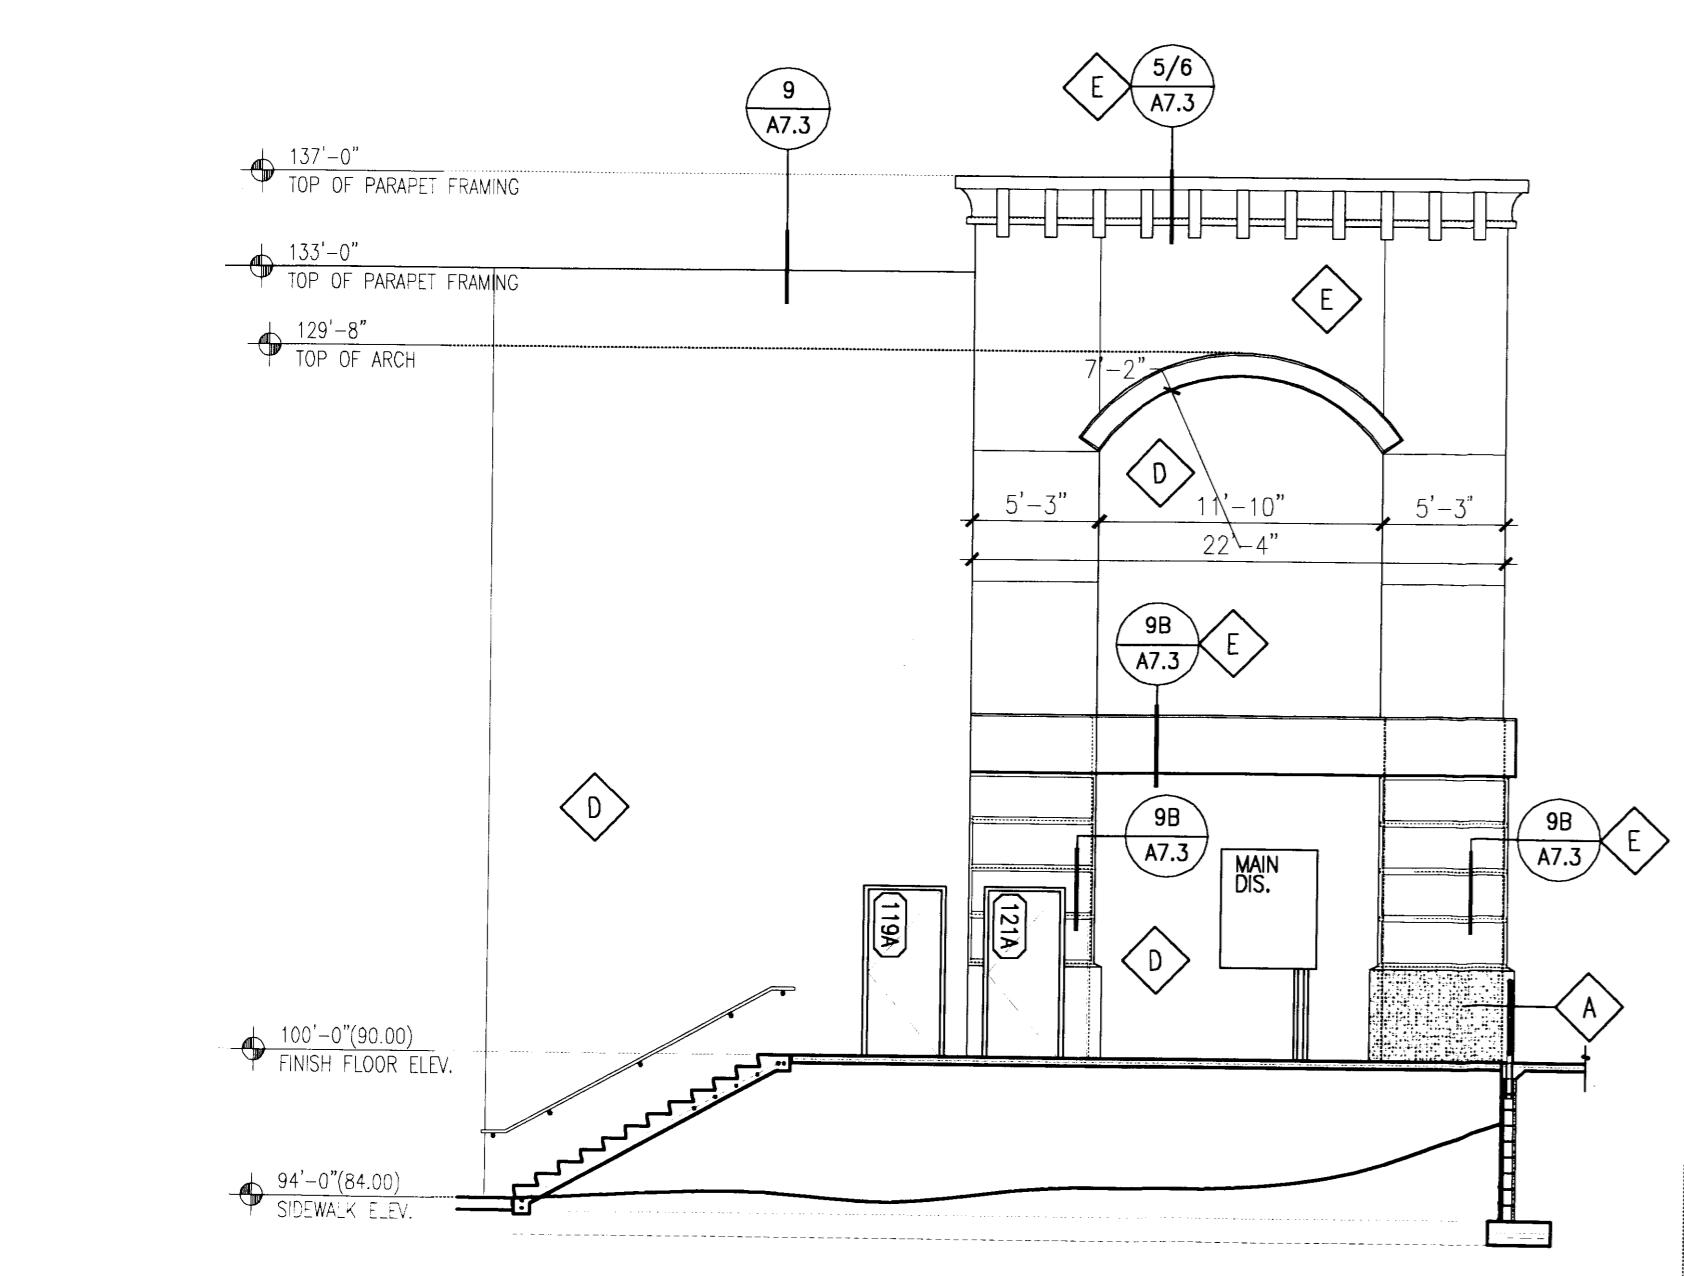 E
5/6
A7.3
9
A7.3
137'-0"
TOP OF PARAPET FRAMING
133'-0"
TOP OF PARAPET FRAMING
E
129'-8"
TOP OF ARCH
7'-2"
D
5'-3"
11'-10"
5'-3"
22'-4"
9B
A7.3
E
D
9B
A7.3
9B
A7.3
E
MAIN
DIS.
119A
121A
D
A
100'-0"(90.00)
FINISH FLOOR ELEV.
94'-0"(84.00)
SIDEWALK ELEV.